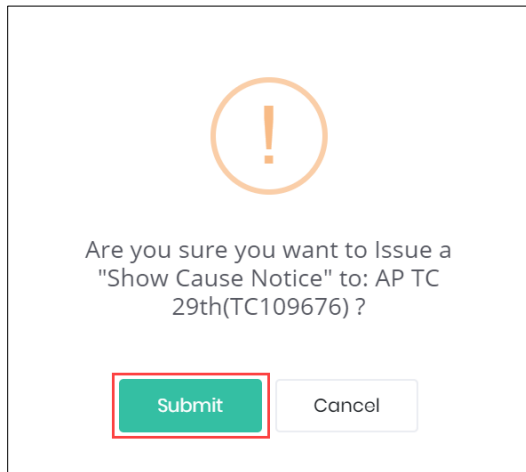 !
Are you sure you want to Issue a
"Show Cause Notice" to: AP TC
29th(TC109676) ?
Submit
Cancel